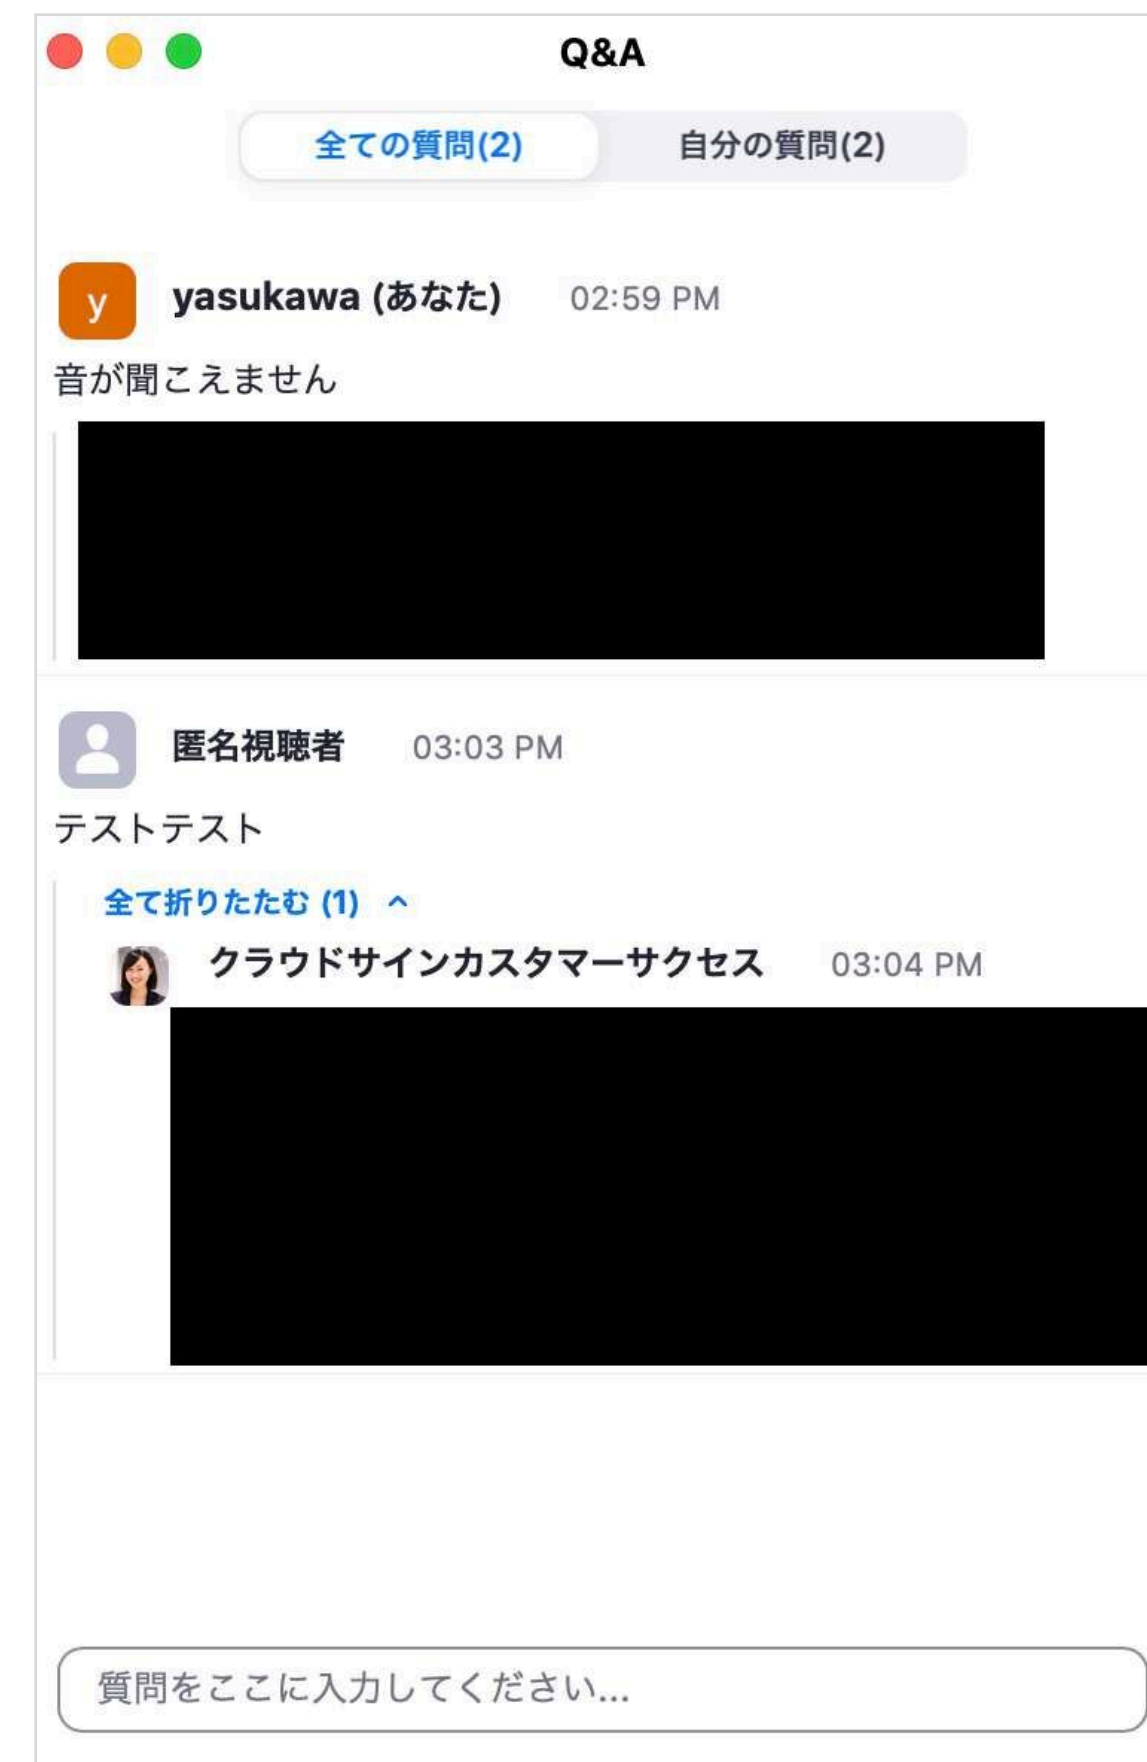 Q&A
全ての質問(2) 自分の質問(2)
y yasukawa (あなた) 02:59 PM
音が聞こえません
匿名視聴者 03:03 PM
テストテスト
全て折りたたむ (1)
クラウドサインカスタマーサクセス 03:04 PM
質問をここに入力してください...